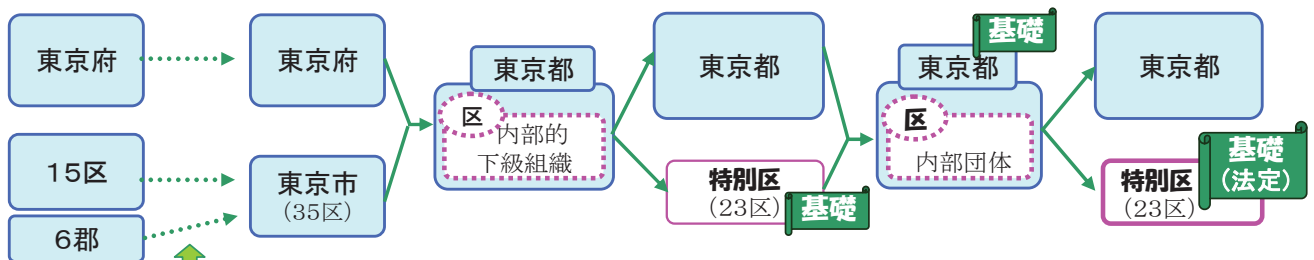 東京府
15区
6郡
東京府
東京市
(35区)
東京都
区
内部的
下級組織
東京都
特別区
(23区)
基礎
基礎
東京都
区
内部団体
東京都
特別区
(23区)
基礎
(法定)